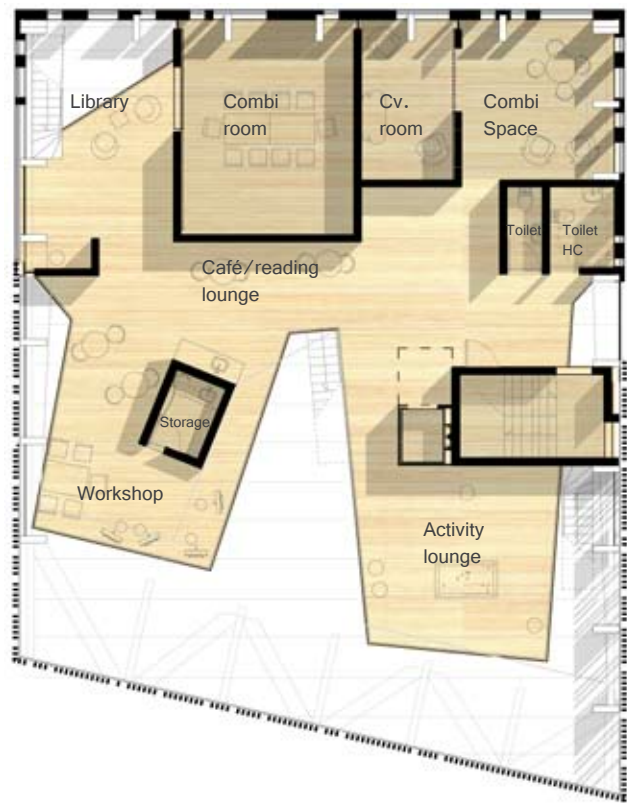 Library
Combi
room
Cv.
room
Combi
Space
Toilet
Toilet
HC
Café/reading
lounge
Storage
Workshop
Activity
lounge